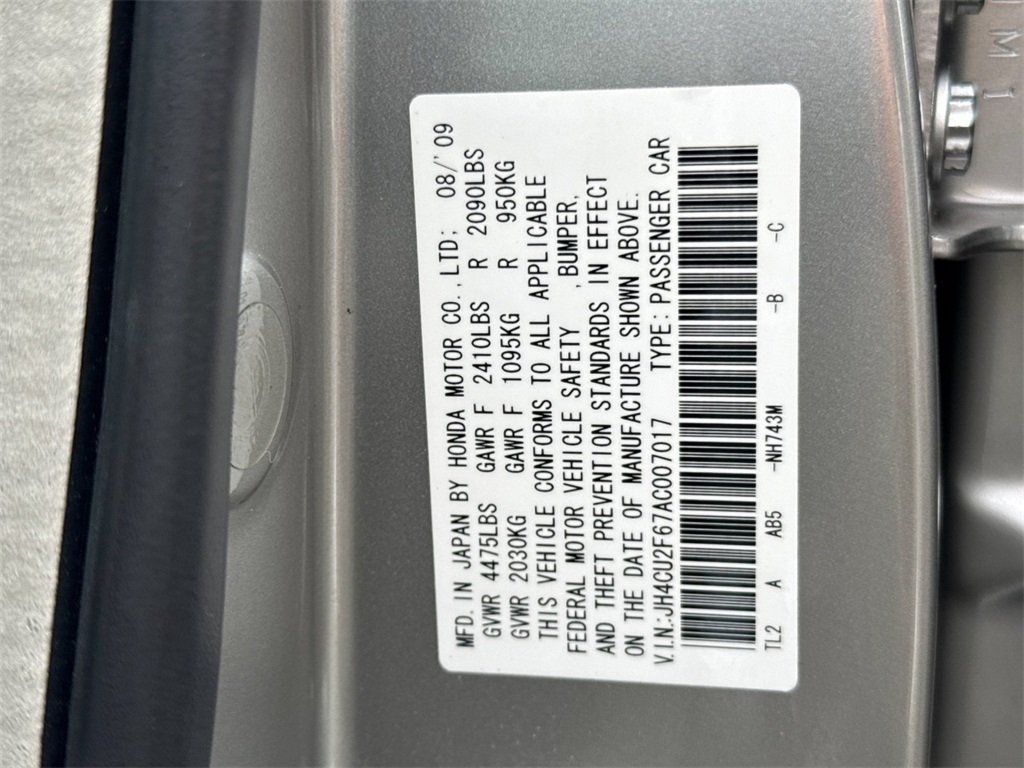 MFD. IN JAPAN BY HONDA MOTOR CO.,LTD; 08/'09
GVWR 4475LBS GAWR F 2410LBS R 2090LBS
GVWR 2030KG GAWR F 1095KG R 950KG
THIS VEHICLE CONFORMS TO ALL APPLICABLE
FEDERAL MOTOR VEHICLE SAFETY ,BUMPER,
AND THEFT PREVENTION STANDARDS IN EFFECT
ON THE DATE OF MANUFACTURE SHOWN ABOVE.
V.I.N.:JH4CU2F67AC007017 TYPE:PASSENGER CAR
TL2 A AB5 -NH743M -B -C